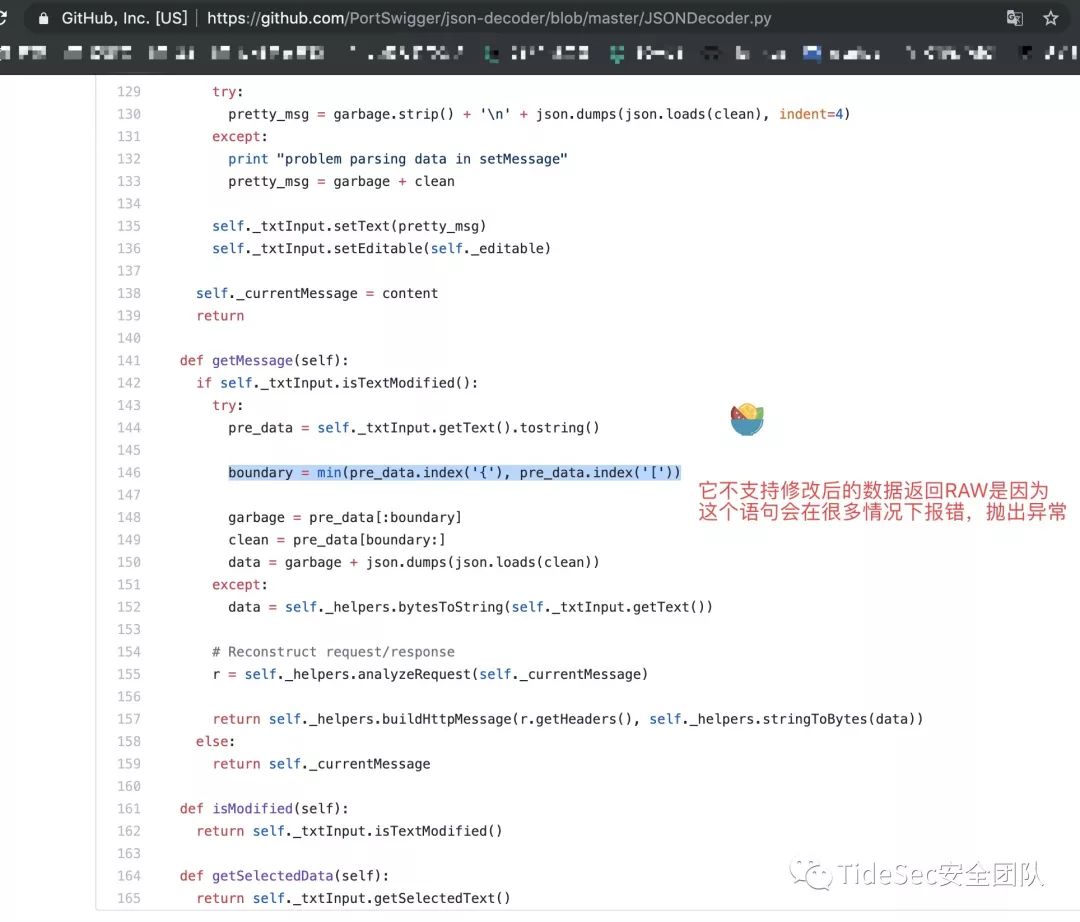 GitHub, Inc. [US] | https://github.com/PortSwigger/json-decoder/blob/master/JSONDecoder.py
129 try:
130 pretty_msg = garbage.strip() + '\n' + json.dumps(json.loads(clean), indent=4)
131 except:
132 print "problem parsing data in setMessage"
133 pretty_msg = garbage + clean
134
135 self._txtInput.setText(pretty_msg)
136 self._txtInput.setEditable(self._editable)
137
138 self._currentMessage = content
139 return
140
141 def getMessage(self):
142 if self._txtInput.isTextModified():
143 try:
144 pre_data = self._txtInput.getText().tostring()
145
146 boundary = min(pre_data.index('{'), pre_data.index('['))
147
它不支持修改后的数据返回RAW是因为
这个语句会在很多情况下报错，抛出异常
148 garbage = pre_data[:boundary]
149 clean = pre_data[boundary:]
150 data = garbage + json.dumps(json.loads(clean))
151 except:
152 data = self._helpers.bytesToString(self._txtInput.getText())
153
154 # Reconstruct request/response
155 r = self._helpers.analyzeRequest(self._currentMessage)
156
157 return self._helpers.buildHttpMessage(r.getHeaders(), self._helpers.stringToBytes(data))
158 else:
159 return self._currentMessage
160
161 def isModified(self):
162 return self._txtInput.isTextModified()
163
164 def getSelectedData(self):
165 return self._txtInput.getSelectedText()
TideSec安全团队